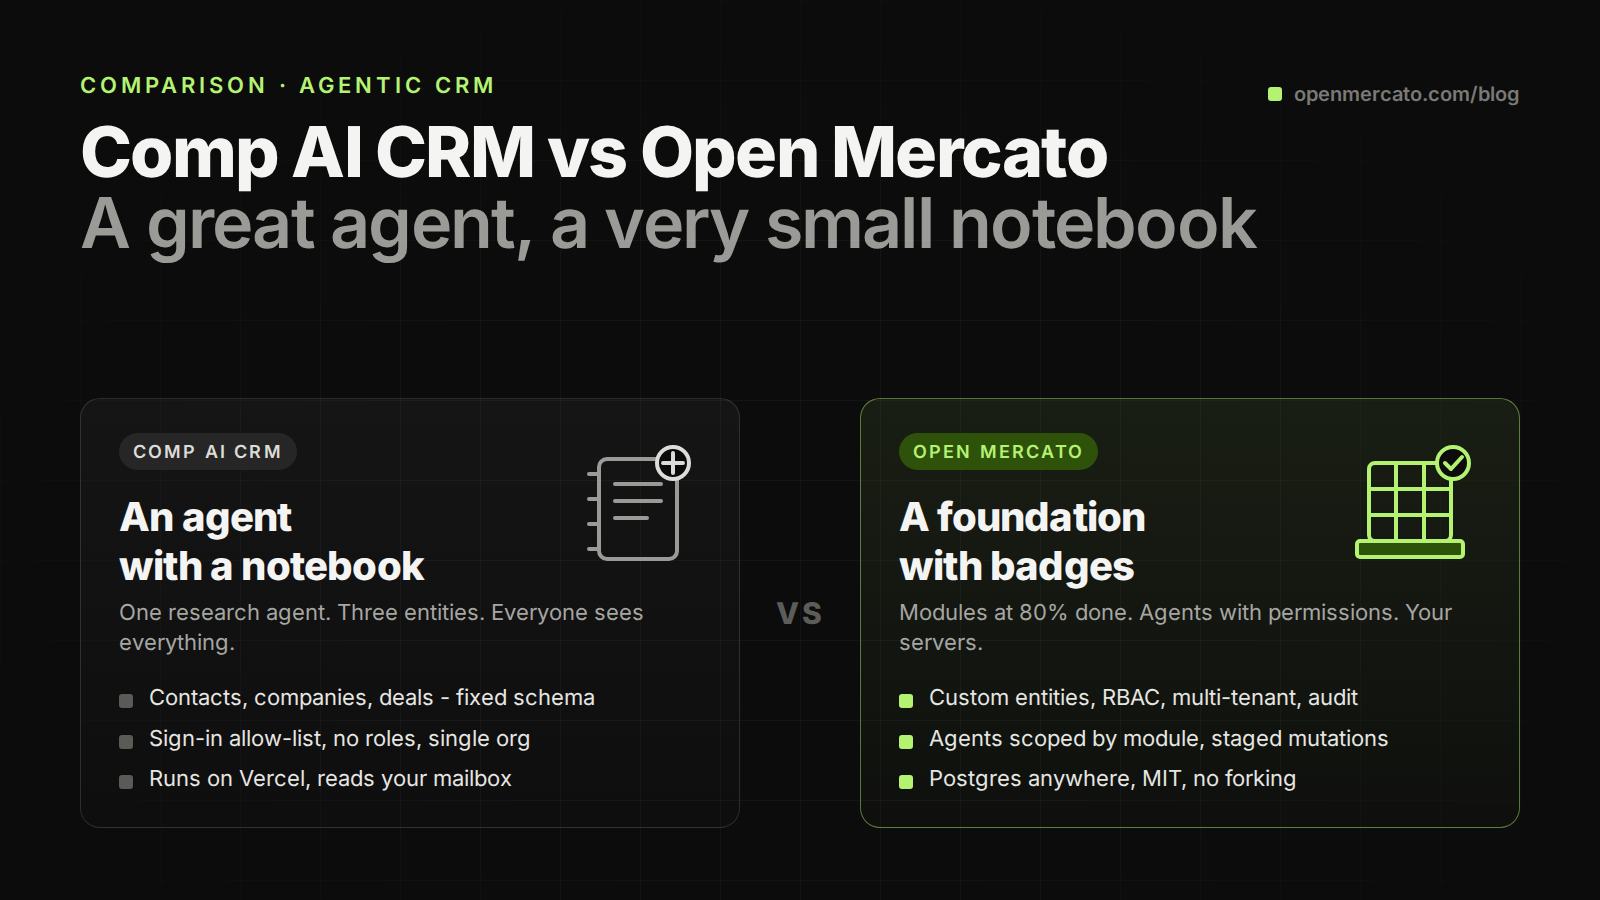 COMPARISON · AGENTIC CRM
openmercato.com/blog
Comp AI CRM vs Open Mercato
A great agent, a very small notebook
COMP AI CRM
An agent
with a notebook
One research agent. Three entities. Everyone sees
everything.
Contacts, companies, deals - fixed schema
Sign-in allow-list, no roles, single org
Runs on Vercel, reads your mailbox
VS
OPEN MERCATO
A foundation
with badges
Modules at 80% done. Agents with permissions. Your
servers.
Custom entities, RBAC, multi-tenant, audit
Agents scoped by module, staged mutations
Postgres anywhere, MIT, no forking